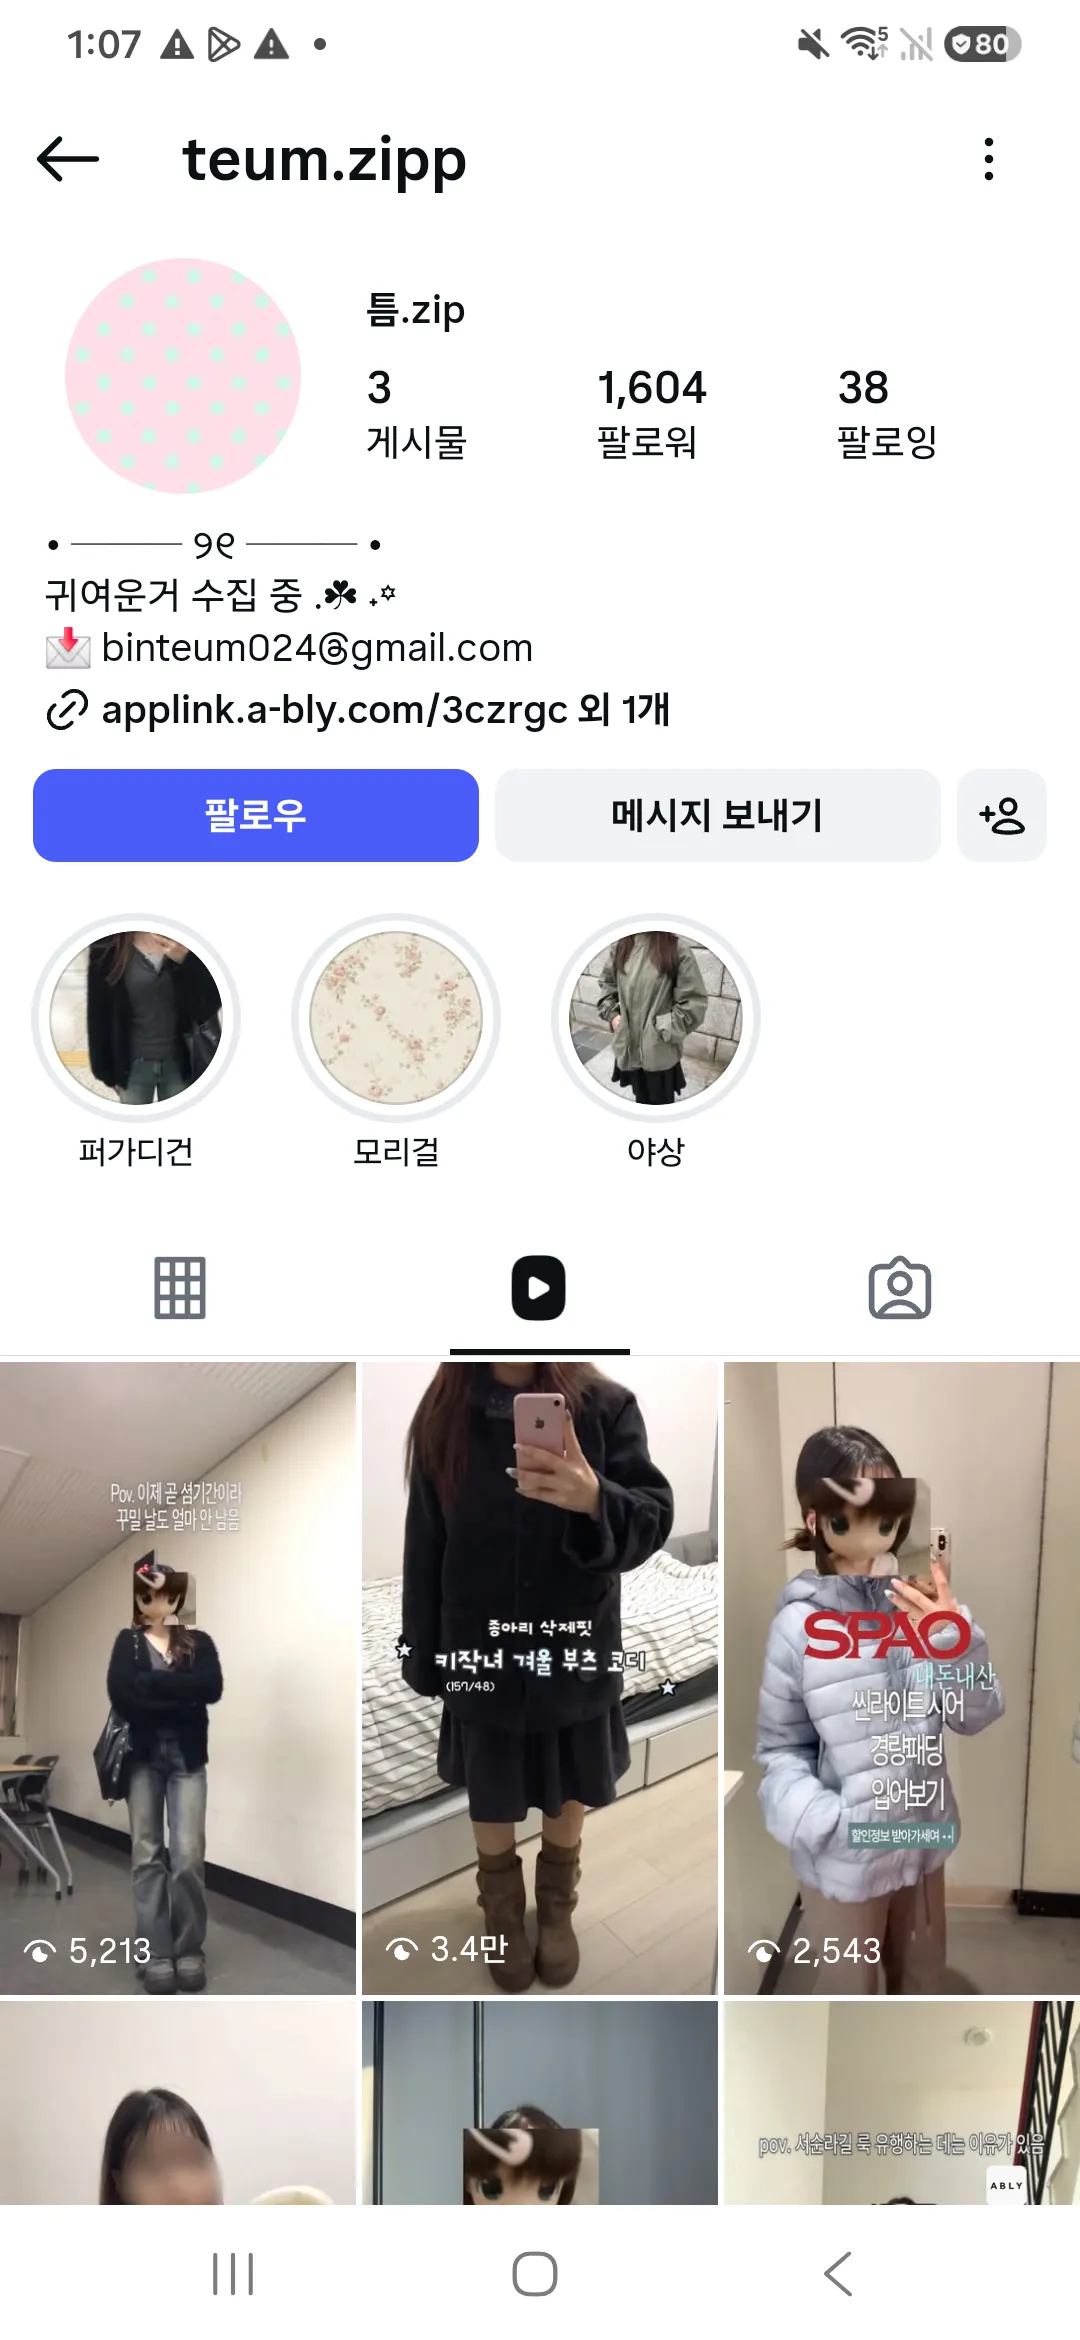 1:07
5
80
teum.zipp
틈.zip
3
1,604
38
게시물
팔로워
팔로잉
• ───── ୨୧ ───── •
귀여운거 수집 중 .☘︎ ݁˖✡
📩 binteum024@gmail.com
applink.a-bly.com/3czrgc 외 1개
팔로우
메시지 보내기
퍼가디건
모리걸
야상
Pov. 이제 곧 셤기간이라
꾸밀 날도 얼마 안 남음
5,213
종아리 삭제핏
키작녀 겨울 부츠 코디
(157/48)
3.4만
SPAO
내돈내산
씬라이트 시어
경량패딩
입어보기
할인정보 받아가세여 ••
2,543
pov. 서순라길 룩 유행하는 데는 이유가 있음
ABLY